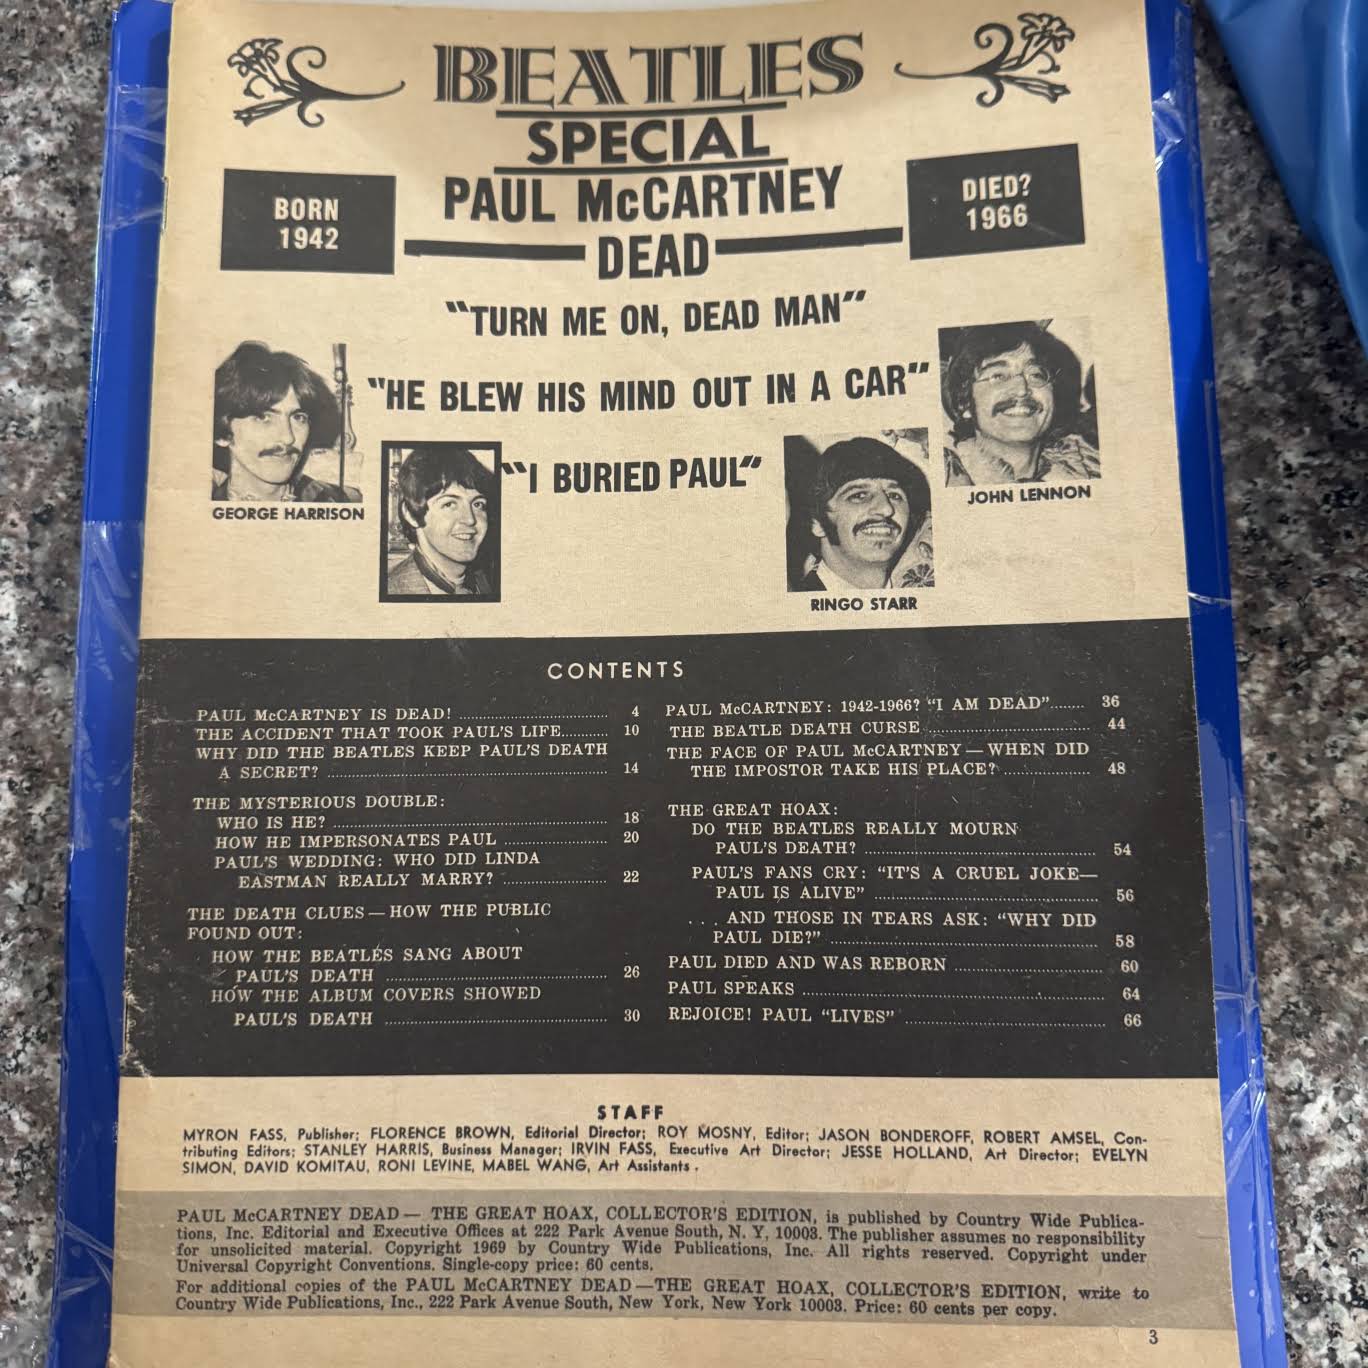 BEATLES
SPECIAL
PAUL McCARTNEY
DEAD
BORN
1942
DIED?
1966
"TURN ME ON, DEAD MAN"
"HE BLEW HIS MIND OUT IN A CAR"
"I BURIED PAUL"
GEORGE HARRISON
JOHN LENNON
RINGO STARR
CONTENTS
PAUL McCARTNEY IS DEAD! 4
THE ACCIDENT THAT TOOK PAUL'S LIFE 10
WHY DID THE BEATLES KEEP PAUL'S DEATH
A SECRET? 14
THE MYSTERIOUS DOUBLE:
WHO IS HE? 18
HOW HE IMPERSONATES PAUL 20
PAUL'S WEDDING: WHO DID LINDA
EASTMAN REALLY MARRY? 22
THE DEATH CLUES — HOW THE PUBLIC
FOUND OUT:
HOW THE BEATLES SANG ABOUT
PAUL'S DEATH 26
HOW THE ALBUM COVERS SHOWED
PAUL'S DEATH 30
PAUL McCARTNEY: 1942-1966? "I AM DEAD" 36
THE BEATLE DEATH CURSE 44
THE FACE OF PAUL McCARTNEY — WHEN DID
THE IMPOSTOR TAKE HIS PLACE? 48
THE GREAT HOAX:
DO THE BEATLES REALLY MOURN
PAUL'S DEATH? 54
PAUL'S FANS CRY: "IT'S A CRUEL JOKE—
PAUL IS ALIVE" 56
. . . AND THOSE IN TEARS ASK: "WHY DID
PAUL DIE?" 58
PAUL DIED AND WAS REBORN 60
PAUL SPEAKS 64
REJOICE! PAUL "LIVES" 66
STAFF
MYRON FASS, Publisher; FLORENCE BROWN, Editorial Director; ROY MOSNY, Editor; JASON BONDEROFF, ROBERT AMSEL, Con-
tributing Editors; STANLEY HARRIS, Business Manager; IRVIN FASS, Executive Art Director; JESSE HOLLAND, Art Director; EVELYN
SIMON, DAVID KOMITAU, RONI LEVINE, MABEL WANG, Art Assistants.
PAUL McCARTNEY DEAD — THE GREAT HOAX, COLLECTOR'S EDITION, is published by Country Wide Publica-
tions, Inc. Editorial and Executive Offices at 222 Park Avenue South, N. Y, 10003. The publisher assumes no responsibility
for unsolicited material. Copyright 1969 by Country Wide Publications, Inc. All rights reserved. Copyright under
Universal Copyright Conventions. Single-copy price: 60 cents.
For additional copies of the PAUL McCARTNEY DEAD—THE GREAT HOAX, COLLECTOR'S EDITION, write to
Country Wide Publications, Inc., 222 Park Avenue South, New York, New York 10003. Price: 60 cents per copy.
3